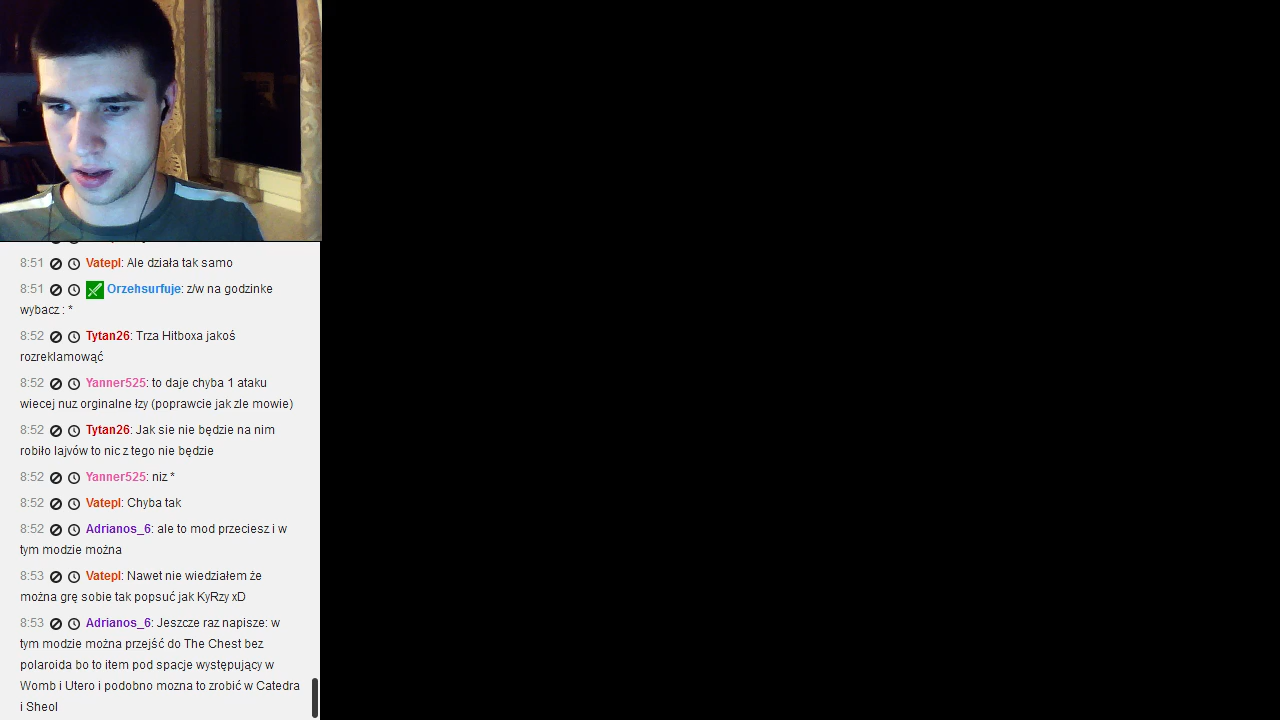 8:51 Vatepl: Ale działa tak samo
8:51 Orzehsurfuje: z/w na godzinke
wybacz : *
8:52 Tytan26: Trza Hitboxa jakoś
rozreklamowąć
8:52 Yanner525: to daje chyba 1 ataku
wiecej nuz orginalne łzy (poprawcie jak zle mowie)
8:52 Tytan26: Jak sie nie będzie na nim
robiło lajvów to nic z tego nie będzie
8:52 Yanner525: niz *
8:52 Vatepl: Chyba tak
8:52 Adrianos_6: ale to mod przeciesz i w
tym modzie można
8:53 Vatepl: Nawet nie wiedziałem że
można grę sobie tak popsuć jak KyRzy xD
8:53 Adrianos_6: Jeszcze raz napisze: w
tym modzie można przejść do The Chest bez
polaroida bo to item pod spacje występujący w
Womb i Utero i podobno mozna to zrobić w Catedra
i Sheol